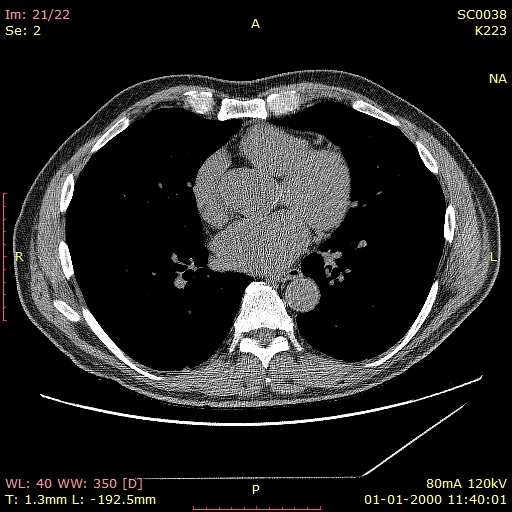 Im: 21/22
Se: 2
A
SC0038
K223
NA
R
L
WL: 40 WW: 350 [D]
T: 1.3mm L: -192.5mm
P
80mA 120kV
01-01-2000 11:40:01